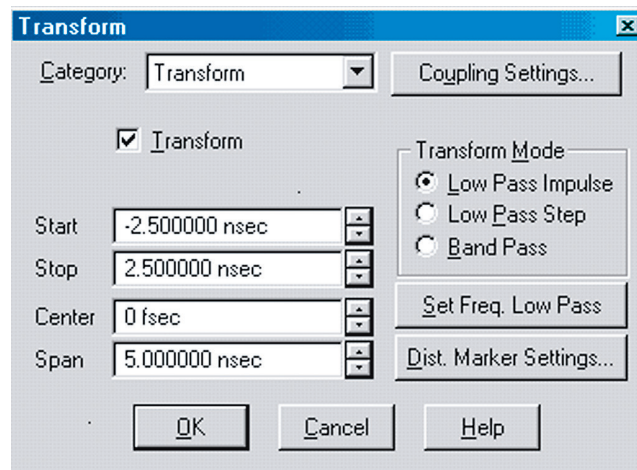 Transform
Category: Transform Coupling Settings...
Transform
Transform Mode
Low Pass Impulse
Low Pass Step
Band Pass
Start -2.500000 nsec
Stop 2.500000 nsec
Center 0 fsec
Span 5.000000 nsec
Set Freq. Low Pass
Dist. Marker Settings...
OK Cancel Help